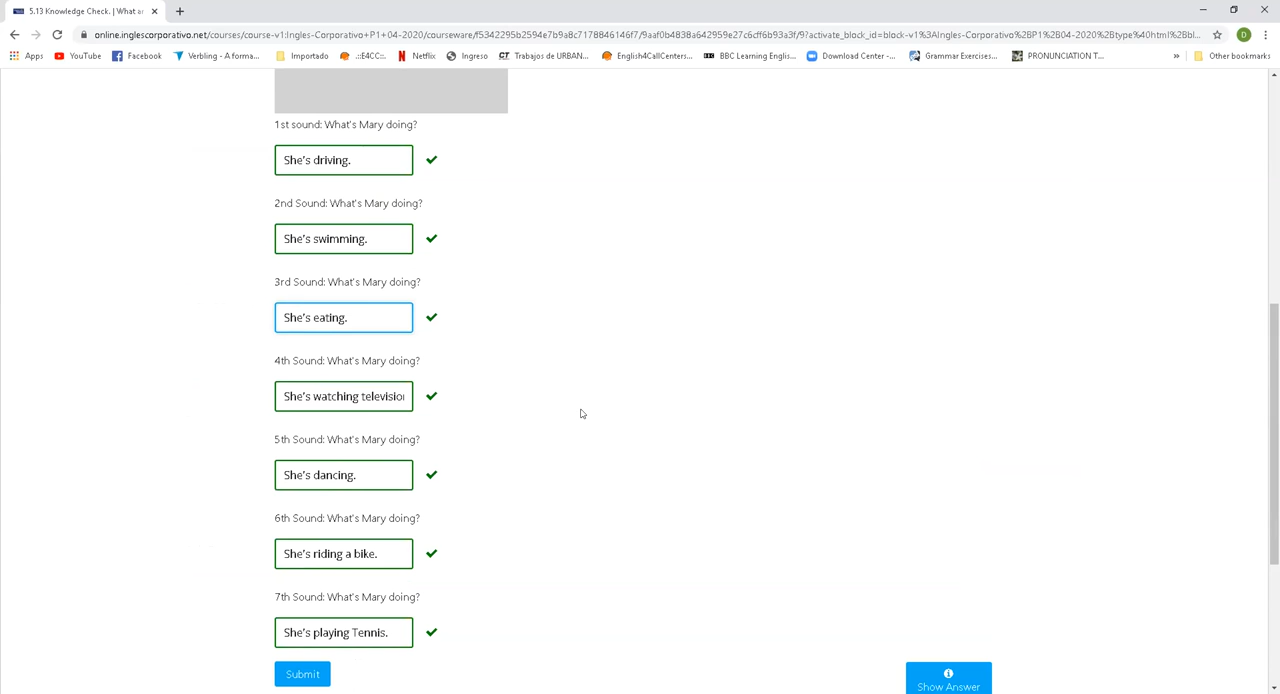 5.13 Knowledge Check. | What ar
online.inglescorporativo.net/courses/course-v1:Ingles-Corporativo+P1+04-2020/courseware/f5342295b2594e7b9a8c7178846146f7/9aaf0b4838a642959e27c6cff6b93a3f/9?activate_block_id=block-v1%3AIngles-Corporativo%2BP1%2B04-2020%2Btype%40html%2Bbl...
D
Apps YouTube Facebook Verbling - A forma... Importado .::E4CC::. Netflix Ingreso Trabajos de URBAN... English4CallCenters... BBC Learning Englis... Download Center -... Grammar Exercises... PRONUNCIATION T... » Other bookmarks
1st sound: What's Mary doing?
She's driving.
2nd Sound: What's Mary doing?
She's swimming.
3rd Sound: What's Mary doing?
She's eating.
4th Sound: What's Mary doing?
She's watching television
5th Sound: What's Mary doing?
She's dancing.
6th Sound: What's Mary doing?
She's riding a bike.
7th Sound: What's Mary doing?
She's playing Tennis.
Submit
Show Answer